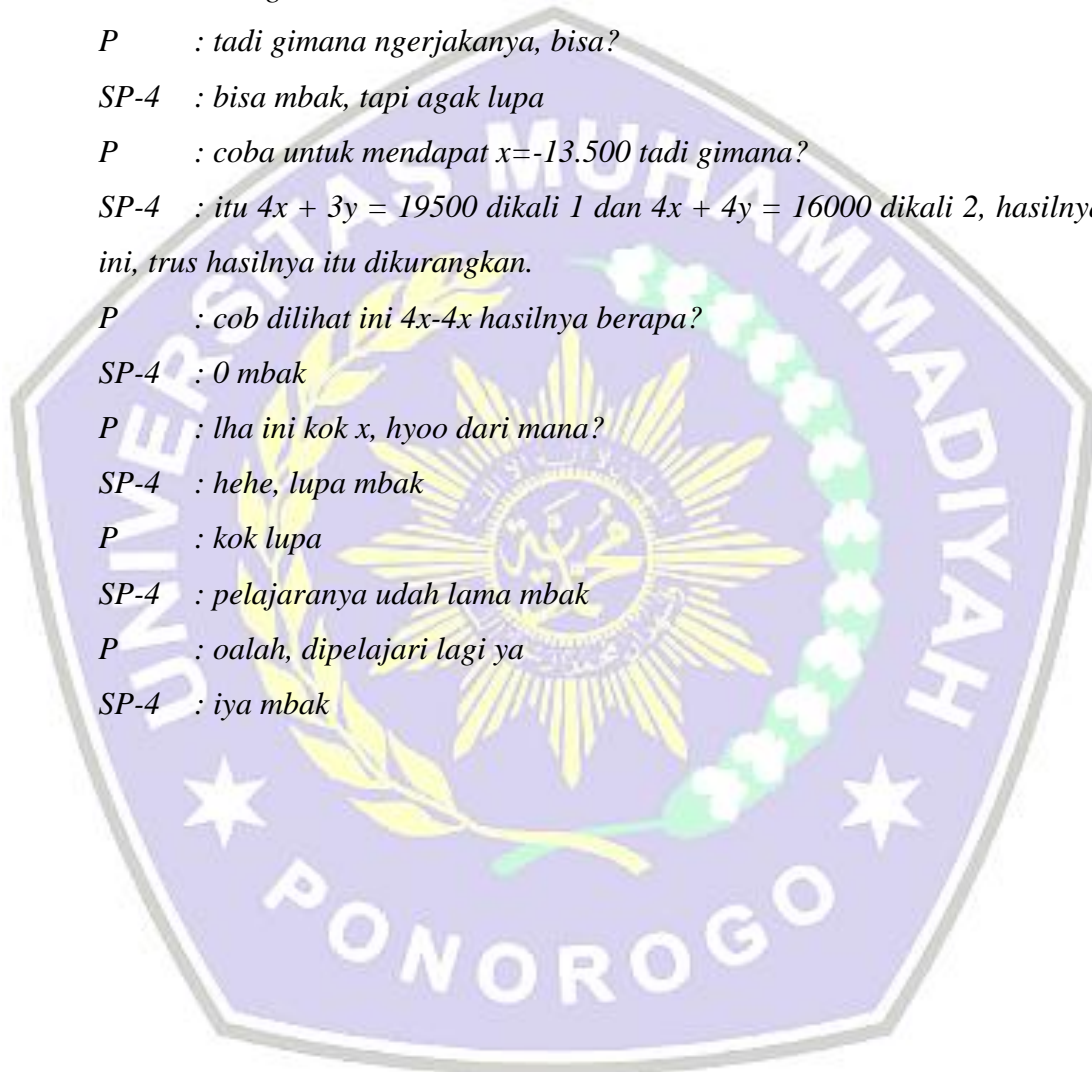 P : tadi gimana ngerjakanya, bisa?
SP-4 : bisa mbak, tapi agak lupa
P : coba untuk mendapat x=-13.500 tadi gimana?
SP-4 : itu 4x + 3y = 19500 dikali 1 dan 4x + 4y = 16000 dikali 2, hasilnya
ini, trus hasilnya itu dikurangkan.
P : cob dilihat ini 4x-4x hasilnya berapa?
SP-4 : 0 mbak
P : lha ini kok x, hyoo dari mana?
SP-4 : hehe, lupa mbak
P : kok lupa
SP-4 : pelajaranya udah lama mbak
P : oalah, dipelajari lagi ya
SP-4 : iya mbak
UNIVERSITAS MUHAMMADIYAH
PONOROGO